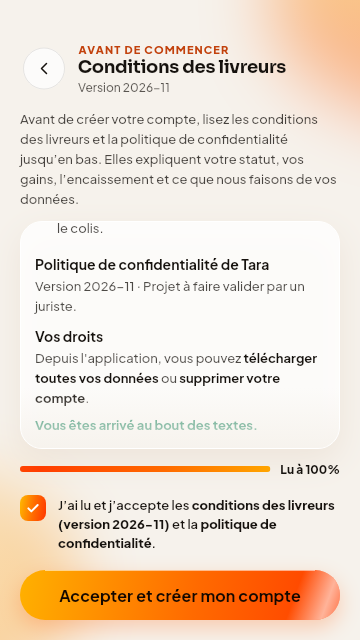 AVANT DE COMMENCER
Conditions des livreurs
Version 2026-11
Avant de créer votre compte, lisez les conditions
des livreurs et la politique de confidentialité
jusqu'en bas. Elles expliquent votre statut, vos
gains, l'encaissement et ce que nous faisons de vos
données.
le colis.
Politique de confidentialité de Tara
Version 2026-11 · Projet à faire valider par un
juriste.
Vos droits
Depuis l'application, vous pouvez télécharger
toutes vos données ou supprimer votre
compte.
Vous êtes arrivé au bout des textes.
Lu à 100%
J'ai lu et j'accepte les conditions des livreurs
(version 2026-11) et la politique de
confidentialité.
Accepter et créer mon compte